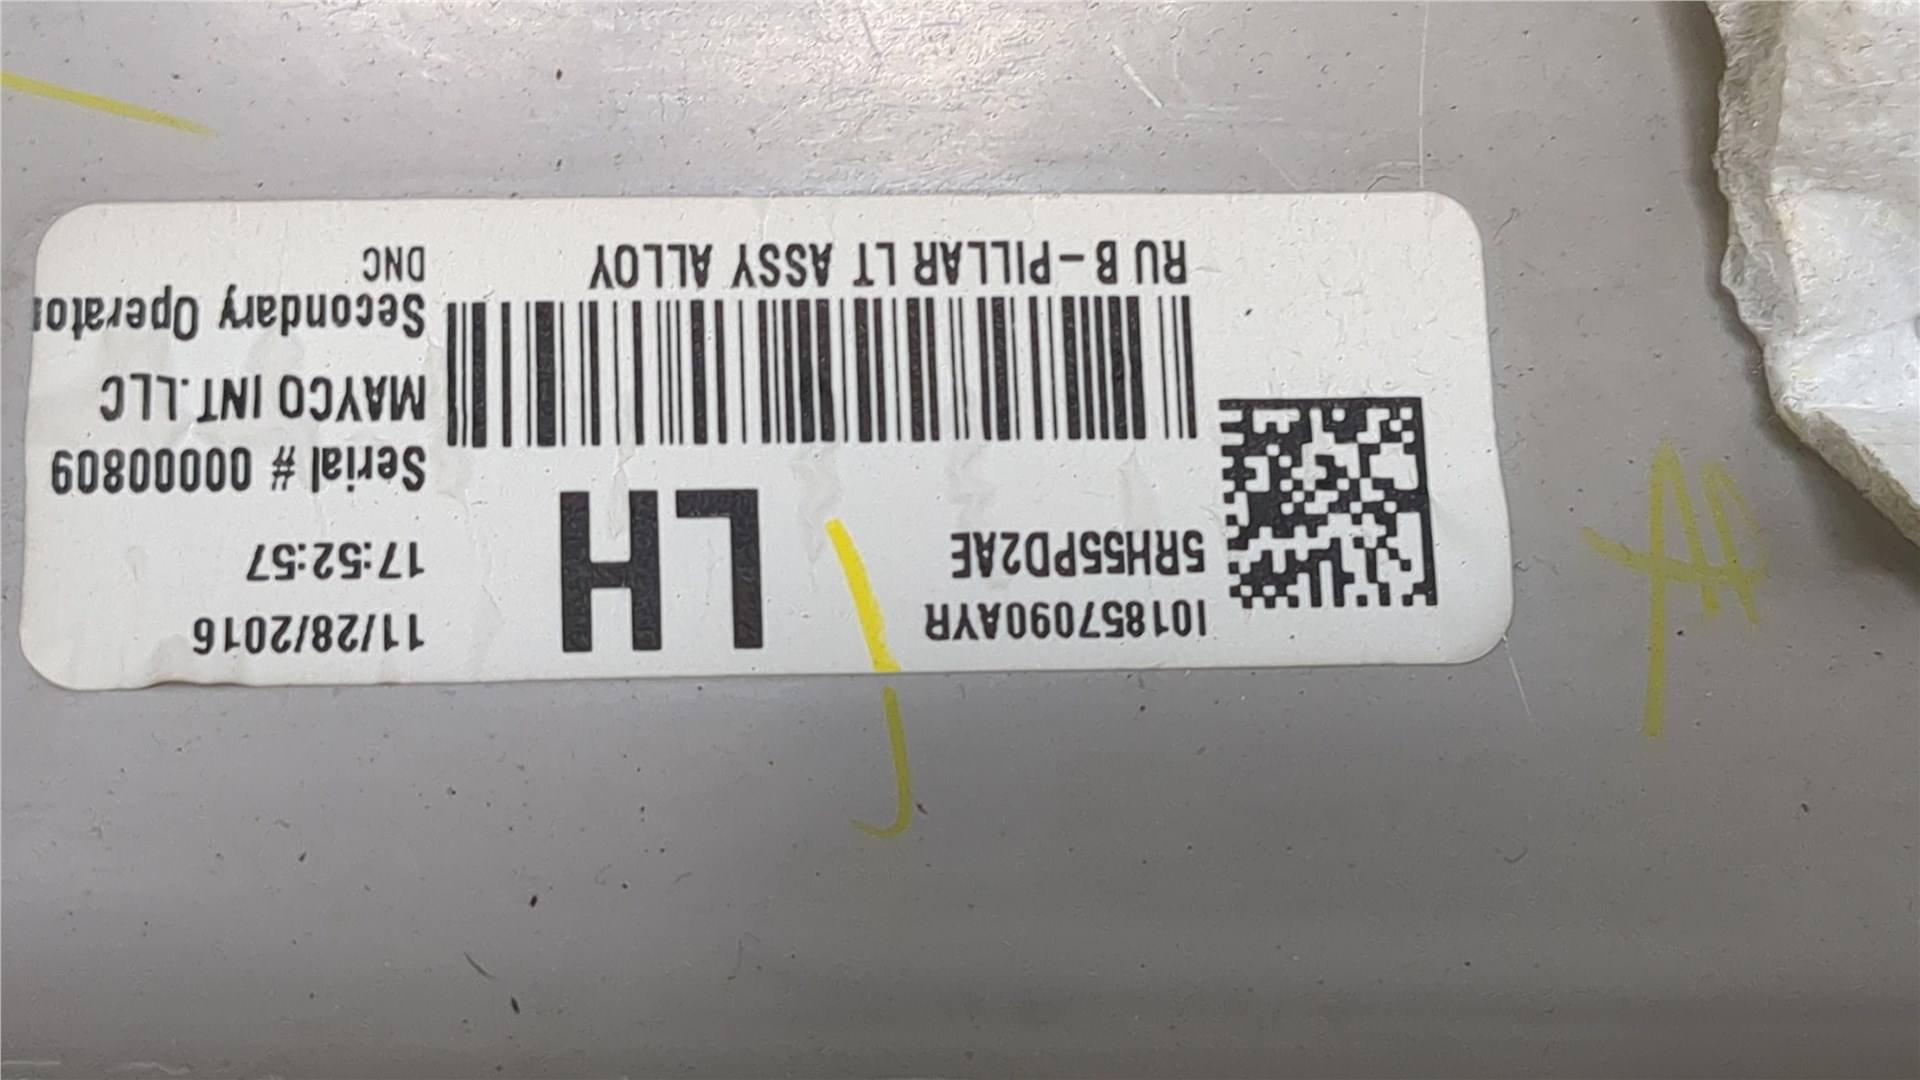 I01857090AYR
5RH55PD2AE
LH
11/28/2016
17:52:57
Serial # 00000809
MAYCO INT. LLC
Secondary Operator
DNC
RU B-PILLAR LT ASSY ALLOY